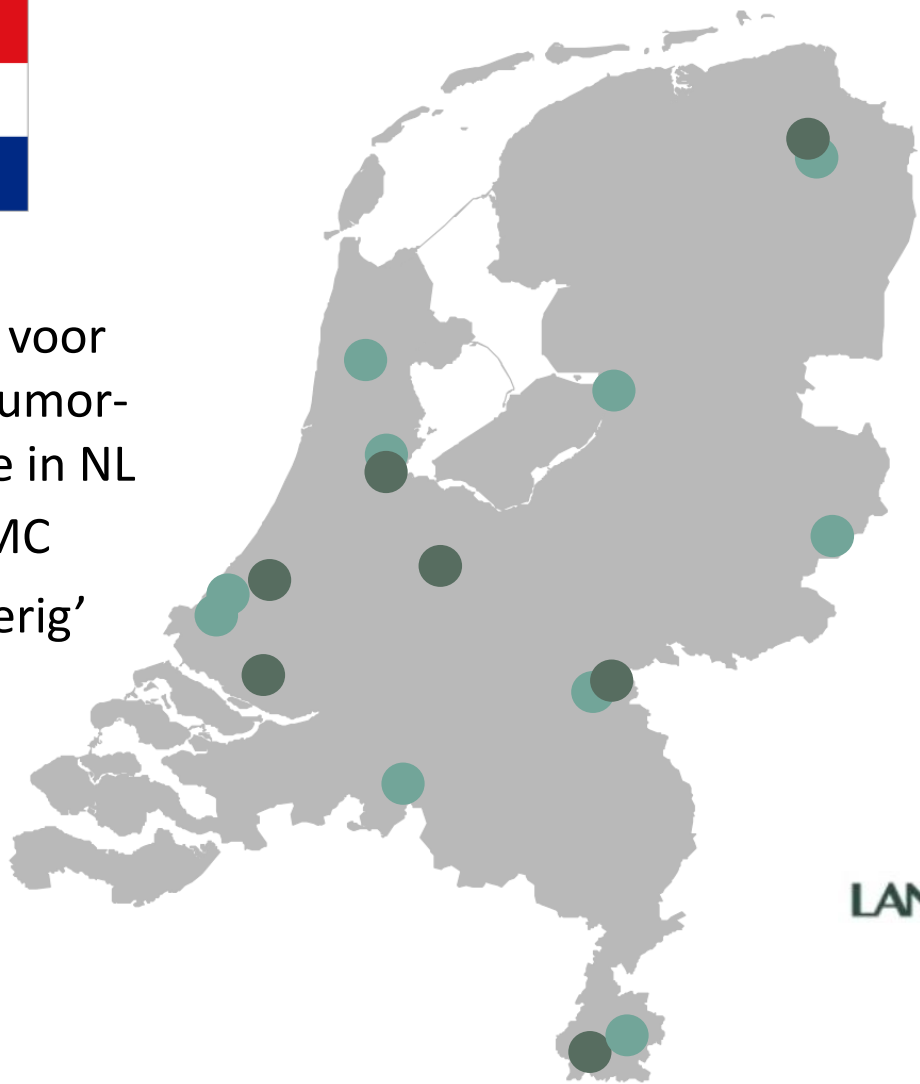 voor
umor-
e in NL
MC
erig’
LAN